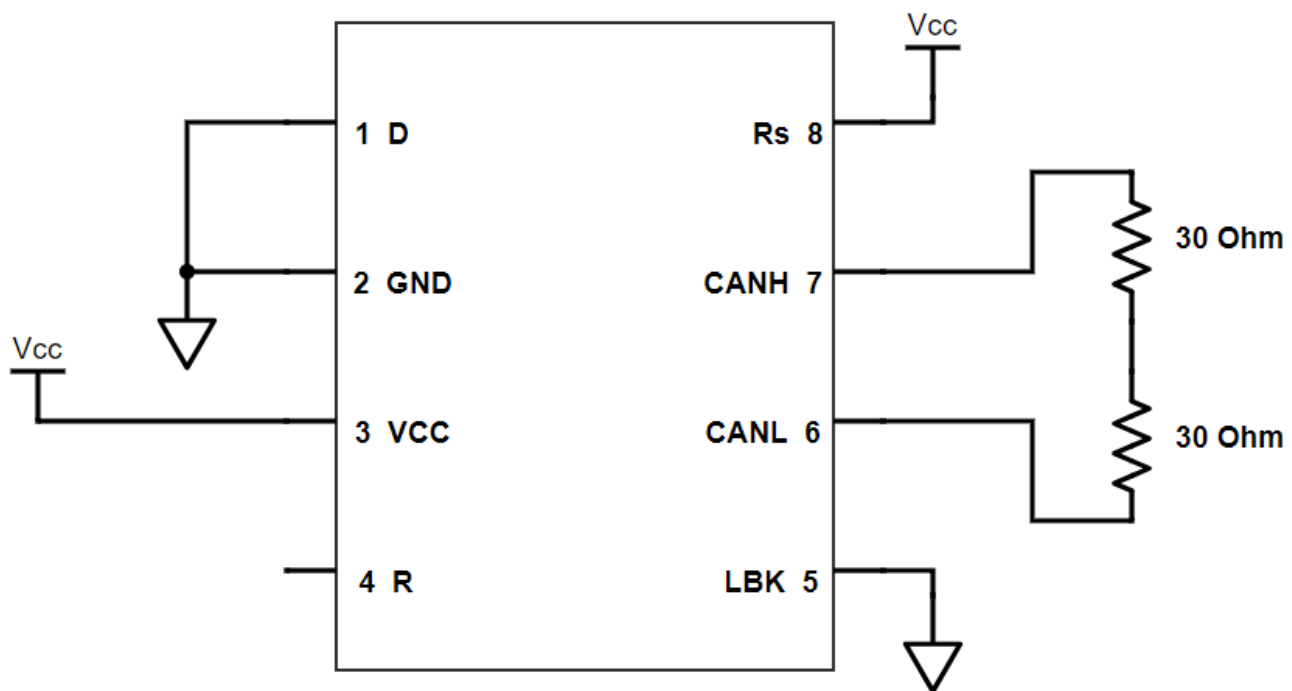 Vcc
1 D
Rs 8
30 Ohm
2 GND
CANH 7
Vcc
3 VCC
CANL 6
30 Ohm
4 R
LBK 5